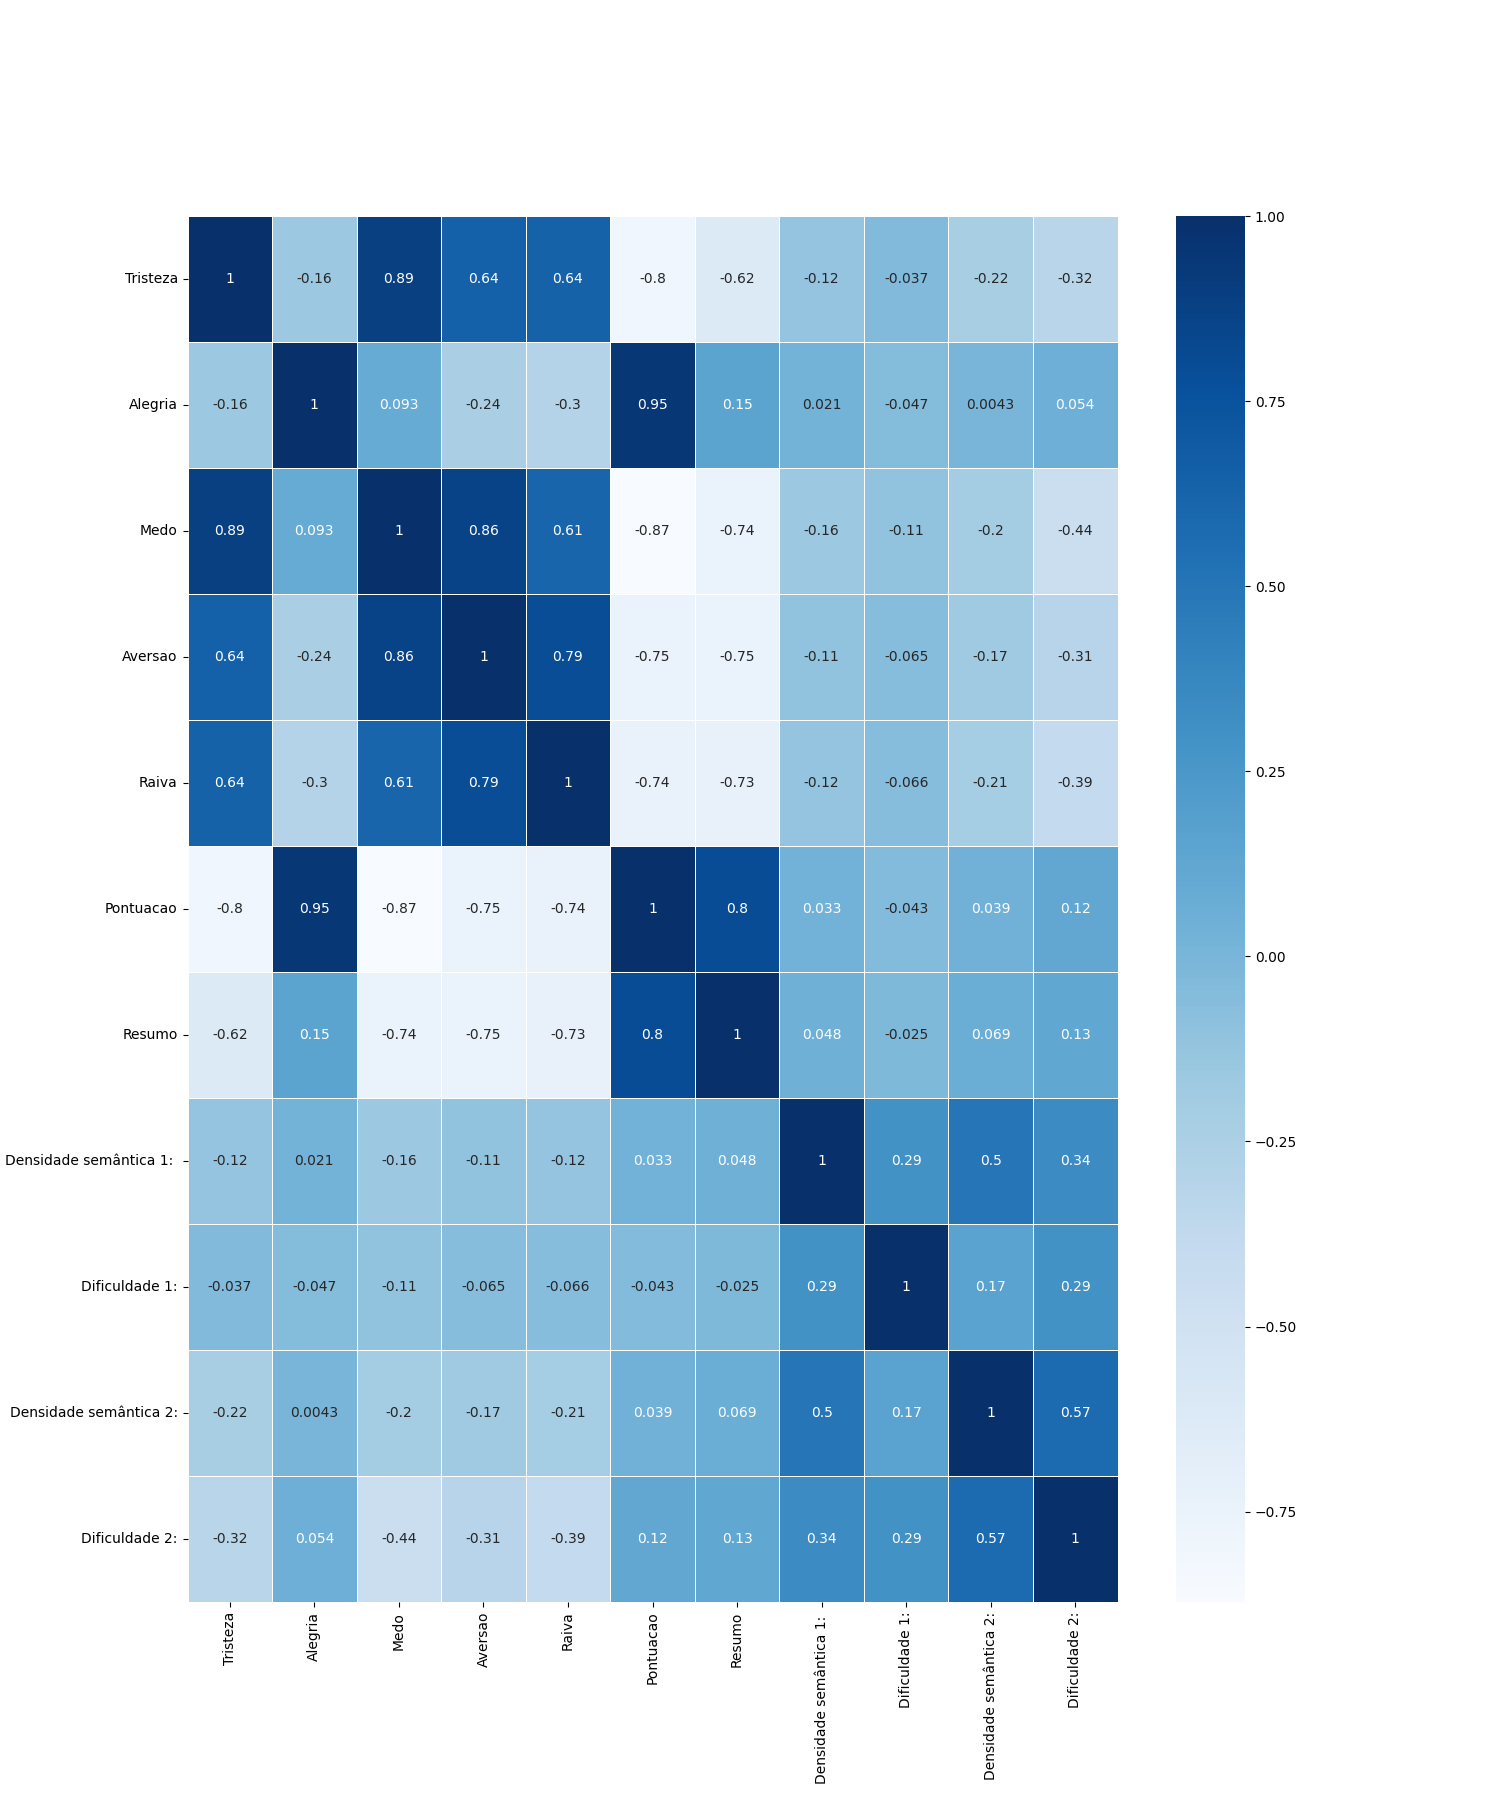 Tristeza 1 -0.16 0.89 0.64 0.64 -0.8 -0.62 -0.12 -0.037 -0.22 -0.32
Alegria -0.16 1 0.093 -0.24 -0.3 0.95 0.15 0.021 -0.047 0.0043 0.054
Medo 0.89 0.093 1 0.86 0.61 -0.87 -0.74 -0.16 -0.11 -0.2 -0.44
Aversao 0.64 -0.24 0.86 1 0.79 -0.75 -0.75 -0.11 -0.065 -0.17 -0.31
Raiva 0.64 -0.3 0.61 0.79 1 -0.74 -0.73 -0.12 -0.066 -0.21 -0.39
Pontuacao -0.8 0.95 -0.87 -0.75 -0.74 1 0.8 0.033 -0.043 0.039 0.12
Resumo -0.62 0.15 -0.74 -0.75 -0.73 0.8 1 0.048 -0.025 0.069 0.13
Densidade semântica 1: -0.12 0.021 -0.16 -0.11 -0.12 0.033 0.048 1 0.29 0.5 0.34
Dificuldade 1: -0.037 -0.047 -0.11 -0.065 -0.066 -0.043 -0.025 0.29 1 0.17 0.29
Densidade semântica 2: -0.22 0.0043 -0.2 -0.17 -0.21 0.039 0.069 0.5 0.17 1 0.57
Dificuldade 2: -0.32 0.054 -0.44 -0.31 -0.39 0.12 0.13 0.34 0.29 0.57 1
Tristeza
Alegria
Medo
Aversao
Raiva
Pontuacao
Resumo
Densidade semântica 1:
Dificuldade 1:
Densidade semântica 2:
Dificuldade 2:
1.00
0.75
0.50
0.25
0.00
−0.25
−0.50
−0.75